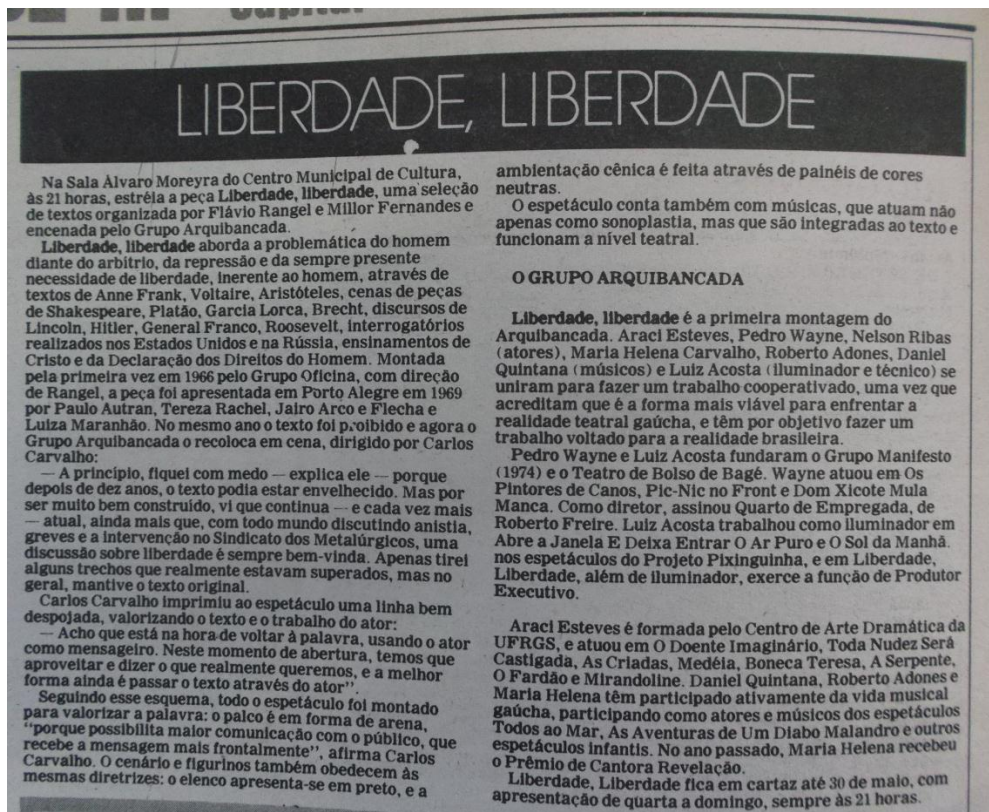 Capital
LIBERDADE, LIBERDADE
Na Sala Álvaro Moreyra do Centro Municipal de Cultura,
às 21 horas, estréia a peça Liberdade, liberdade, uma seleção
de textos organizada por Flávio Rangel e Millor Fernandes e
encenada pelo Grupo Arquibancada.
Liberdade, liberdade aborda a problemática do homem
diante do arbítrio, da repressão e da sempre presente
necessidade de liberdade, inerente ao homem, através de
textos de Anne Frank, Voltaire, Aristóteles, cenas de peças
de Shakespeare, Platão, Garcia Lorca, Brecht, discursos de
Lincoln, Hitler, General Franco, Roosevelt, interrogatórios
realizados nos Estados Unidos e na Rússia, ensinamentos de
Cristo e da Declaração dos Direitos do Homem. Montada
pela primeira vez em 1966 pelo Grupo Oficina, com direção
de Rangel, a peça foi apresentada em Porto Alegre em 1969
por Paulo Autran, Tereza Rachel, Jairo Arco e Flecha e
Luiza Maranhão. No mesmo ano o texto foi proibido e agora o
Grupo Arquibancada o recoloca em cena, dirigido por Carlos
Carvalho:
— A princípio, fiquei com medo — explica ele — porque
depois de dez anos, o texto podia estar envelhecido. Mas por
ser muito bem construído, vi que continua — e cada vez mais
— atual, ainda mais que, com todo mundo discutindo anistia,
greves e a intervenção no Sindicato dos Metalúrgicos, uma
discussão sobre liberdade é sempre bem-vinda. Apenas tirei
alguns trechos que realmente estavam superados, mas no
geral, mantive o texto original.
Carlos Carvalho imprimiu ao espetáculo uma linha bem
despojada, valorizando o texto e o trabalho do ator:
— Acho que está na hora de voltar à palavra, usando o ator
como mensageiro. Neste momento de abertura, temos que
aproveitar e dizer o que realmente queremos, e a melhor
forma ainda é passar o texto através do ator".
Seguindo esse esquema, todo o espetáculo foi montado
para valorizar a palavra: o palco é em forma de arena,
"porque possibilita maior comunicação com o público, que
recebe a mensagem mais frontalmente", afirma Carlos
Carvalho. O cenário e figurinos também obedecem às
mesmas diretrizes: o elenco apresenta-se em preto, e a
ambientação cênica é feita através de painéis de cores
neutras.
O espetáculo conta também com músicas, que atuam não
apenas como sonoplastia, mas que são integradas ao texto e
funcionam a nível teatral.
O GRUPO ARQUIBANCADA
Liberdade, liberdade é a primeira montagem do
Arquibancada. Araci Esteves, Pedro Wayne, Nelson Ribas
(atores), Maria Helena Carvalho, Roberto Adones, Daniel
Quintana (músicos) e Luiz Acosta (iluminador e técnico) se
uniram para fazer um trabalho cooperativado, uma vez que
acreditam que é a forma mais viável para enfrentar a
realidade teatral gaúcha, e têm por objetivo fazer um
trabalho voltado para a realidade brasileira.
Pedro Wayne e Luiz Acosta fundaram o Grupo Manifesto
(1974) e o Teatro de Bolso de Bagé. Wayne atuou em Os
Pintores de Canos, Pic-Nic no Front e Dom Xicote Mula
Manca. Como diretor, assinou Quarto de Empregada, de
Roberto Freire. Luiz Acosta trabalhou como iluminador em
Abre a Janela E Deixa Entrar O Ar Puro e O Sol da Manhã.
nos espetáculos do Projeto Pixinguinha, e em Liberdade,
Liberdade, além de iluminador, exerce a função de Produtor
Executivo.
Araci Esteves é formada pelo Centro de Arte Dramática da
UFRGS, e atuou em O Doente Imaginário, Toda Nudez Será
Castigada, As Criadas, Medéia, Boneca Teresa, A Serpente,
O Fardão e Mirandoline. Daniel Quintana, Roberto Adones e
Maria Helena têm participado ativamente da vida musical
gaúcha, participando como atores e músicos dos espetáculos
Todos ao Mar, As Aventuras de Um Diabo Malandro e outros
espetáculos infantis. No ano passado, Maria Helena recebeu
o Prêmio de Cantora Revelação.
Liberdade, Liberdade fica em cartaz até 30 de maio, com
apresentação de quarta a domingo, sempre às 21 horas.